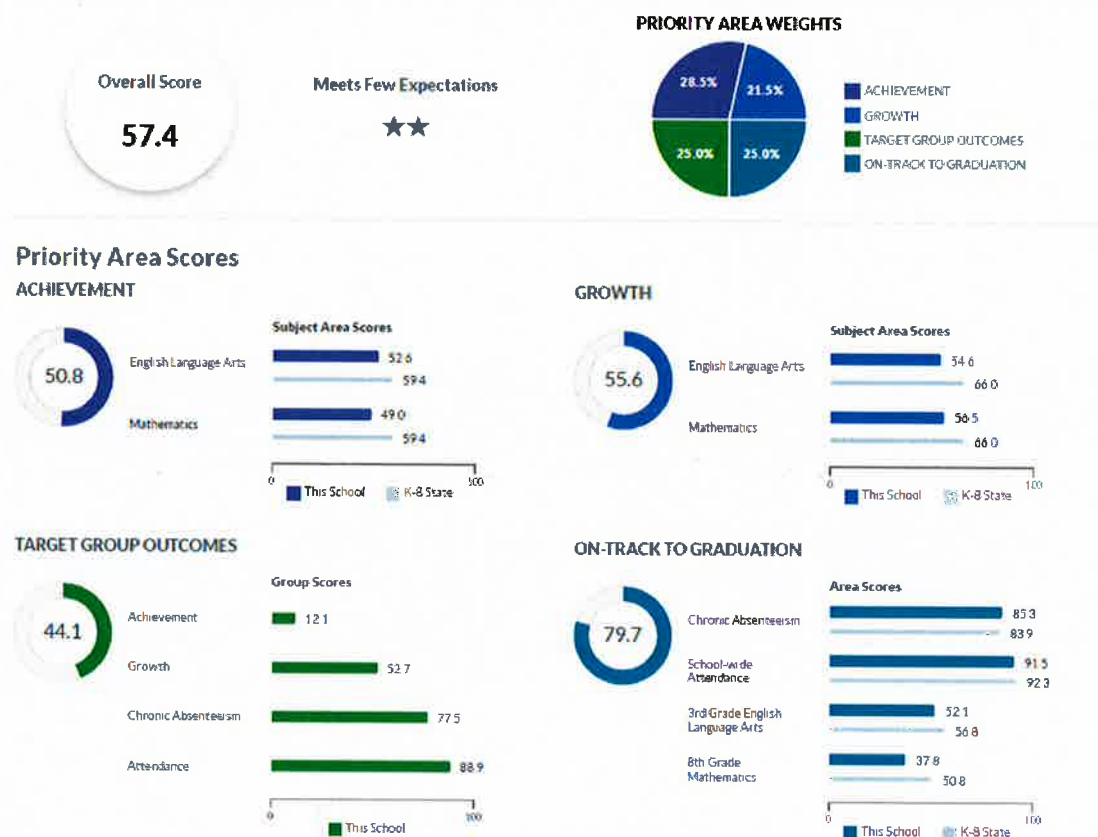 PRIORITY AREA WEIGHTS
Overall Score
57.4
Meets Few Expectations
★★
28.5%
21.5%
25.0%
25.0%
ACHIEVEMENT
GROWTH
TARGET GROUP OUTCOMES
ON-TRACK TO GRADUATION
Priority Area Scores
ACHIEVEMENT
50.8
Subject Area Scores
English Language Arts
52.6
59.4
Mathematics
49.0
59.4
0
100
This School
K-8 State
GROWTH
55.6
Subject Area Scores
English Language Arts
54.6
66.0
Mathematics
56.5
66.0
0
100
This School
K-8 State
TARGET GROUP OUTCOMES
44.1
Group Scores
Achievement
12.1
Growth
52.7
Chronic Absenteeism
77.5
Attendance
88.9
0
100
This School
ON-TRACK TO GRADUATION
79.7
Area Scores
Chronic Absenteeism
85.3
83.9
School-wide
Attendance
91.5
92.3
3rd Grade English
Language Arts
52.1
56.8
8th Grade
Mathematics
37.8
50.8
0
100
This School
K-8 State